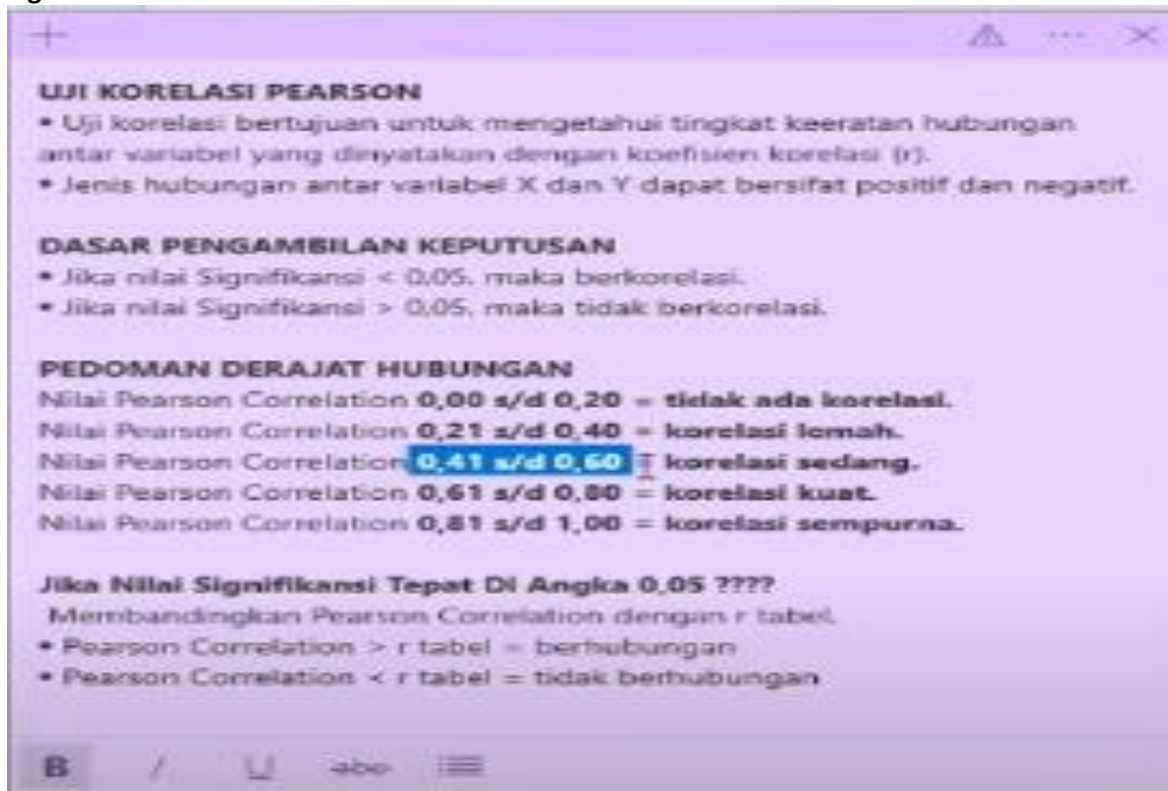 UJI KORELASI PEARSON
• Uji korelasi bertujuan untuk mengetahui tingkat keeratan hubungan
antar variabel yang dinyatakan dengan koefisien korelasi (r).
• Jenis hubungan antar variabel X dan Y dapat bersifat positif dan negatif.
DASAR PENGAMBILAN KEPUTUSAN
• Jika nilai Signifikansi < 0,05, maka berkorelasi.
• Jika nilai Signifikansi > 0,05, maka tidak berkorelasi.
PEDOMAN DERAJAT HUBUNGAN
Nilai Pearson Correlation 0,00 s/d 0,20 = tidak ada korelasi.
Nilai Pearson Correlation 0,21 s/d 0,40 = korelasi lemah.
Nilai Pearson Correlation 0,41 s/d 0,60 = korelasi sedang.
Nilai Pearson Correlation 0,61 s/d 0,80 = korelasi kuat.
Nilai Pearson Correlation 0,81 s/d 1,00 = korelasi sempurna.
Jika Nilai Signifikansi Tepat Di Angka 0,05 ????
Membandingkan Pearson Correlation dengan r tabel.
• Pearson Correlation > r tabel = berhubungan
• Pearson Correlation < r tabel = tidak berhubungan
B / U abc